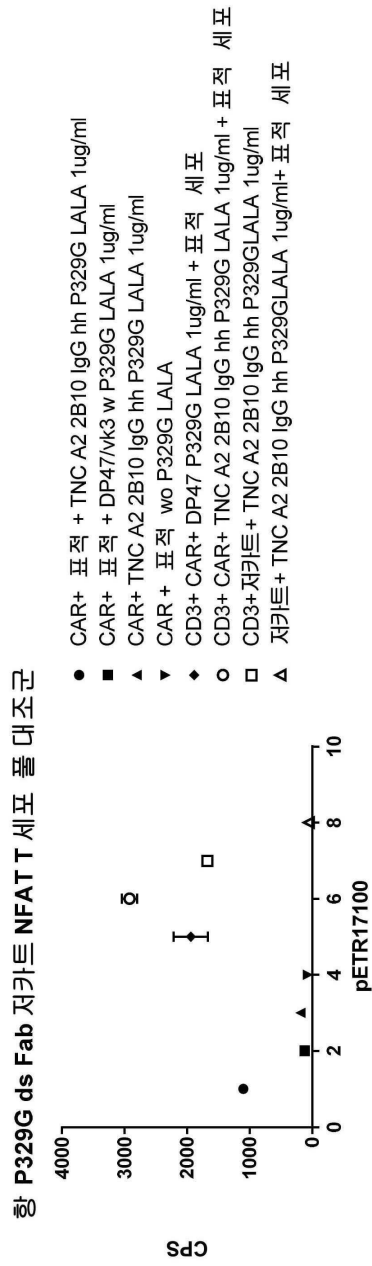 항 P329G ds Fab 저카트 NFAT T 세포 풀 대조군
CPS
4000
3000
2000
1000
0
0
2
4
6
8
10
pETR17100
CAR+ 표적 + TNC A2 2B10 IgG hh P329G LALA 1ug/ml
CAR+ 표적 + DP47/vk3 w P329G LALA 1ug/ml
CAR+ TNC A2 2B10 IgG hh P329G LALA 1ug/ml
CAR + 표적 wo P329G LALA
CD3+ CAR+ DP47 P329G LALA 1ug/ml + 표적 세포
CD3+ CAR+ TNC A2 2B10 IgG hh P329G LALA 1ug/ml + 표적 세포
CD3+저카트+ TNC A2 2B10 IgG hh P329GLALA 1ug/ml
저카트+ TNC A2 2B10 IgG hh P329GLALA 1ug/ml+ 표적 세포